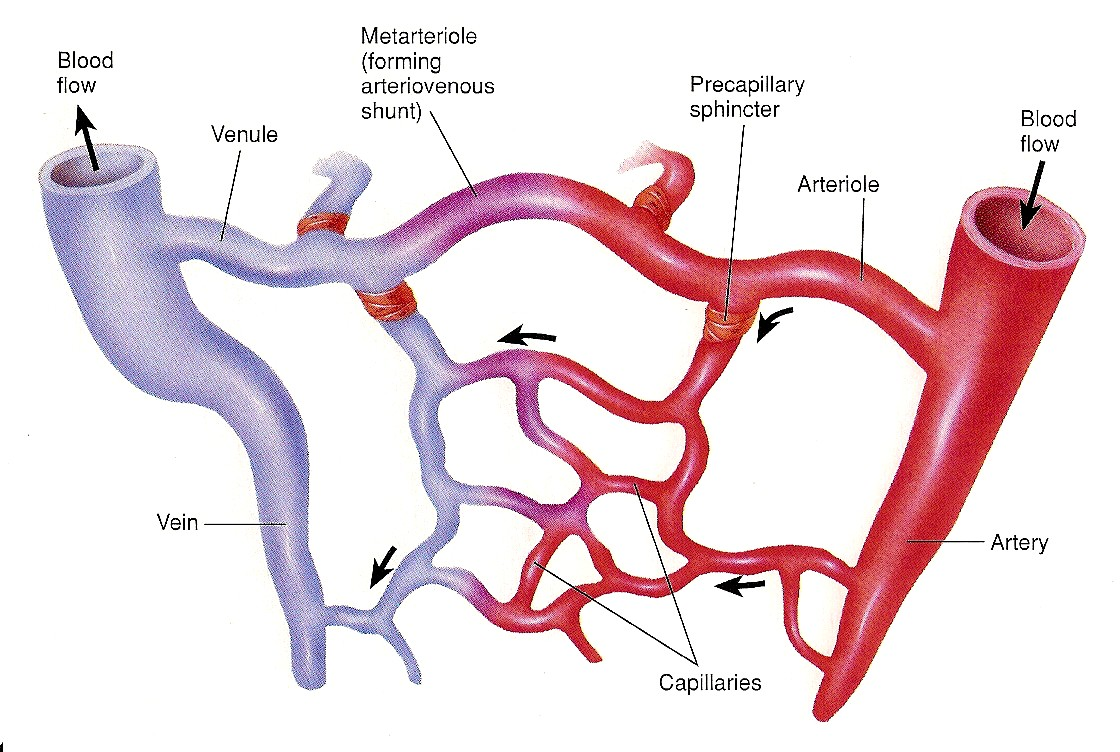 Blood
flow
Venule
Metarteriole
(forming
arteriovenous
shunt)
Precapillary
sphincter
Blood
flow
Arteriole
Vein
Artery
Capillaries